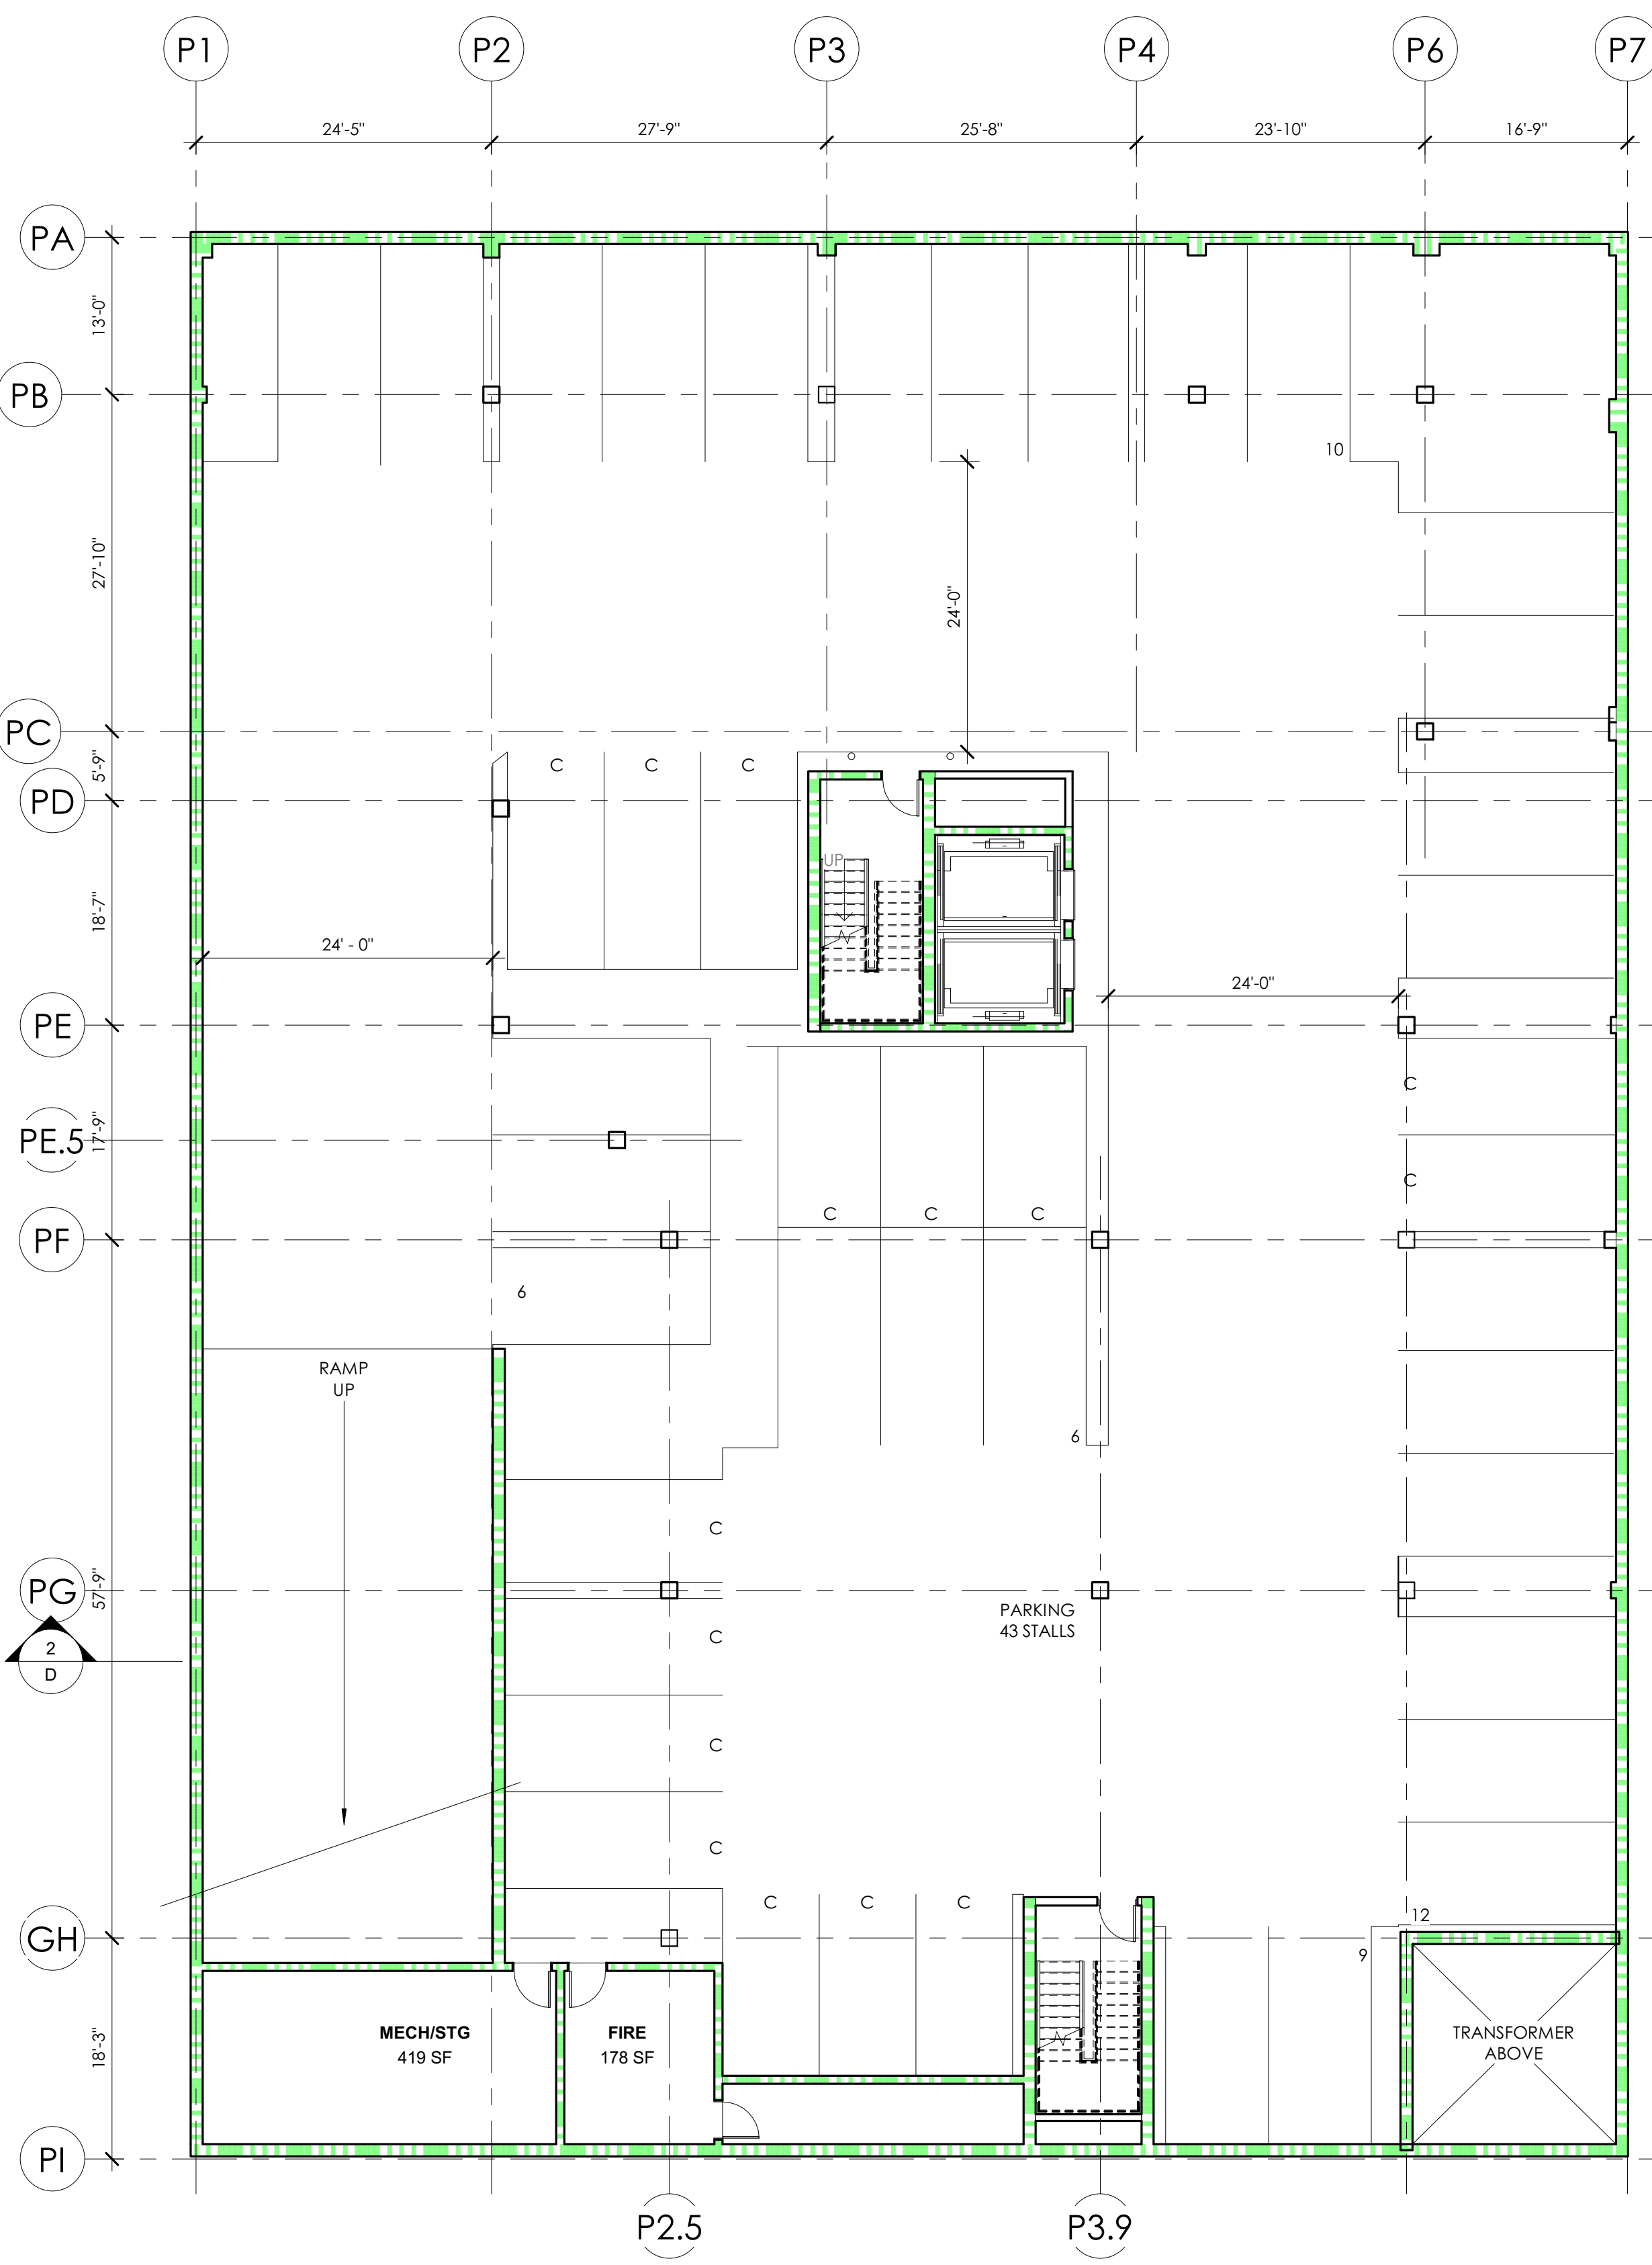 P1
P2
P3
P4
P6
P7
24'-5"
27'-9"
25'-8"
23'-10"
16'-9"
PA
13'-0"
PB
10
27'-10"
24'-0"
PC
5'-9"
C
C
C
PD
UP
18'-7"
24' - 0"
24'-0"
PE
C
PE.5
17'-9"
C
C
C
C
PF
6
RAMP
UP
6
C
PG
57'-9"
PARKING
43 STALLS
C
2
D
C
C
C
C
C
12
GH
9
MECH/STG
419 SF
FIRE
178 SF
TRANSFORMER
ABOVE
18'-3"
PI
P2.5
P3.9